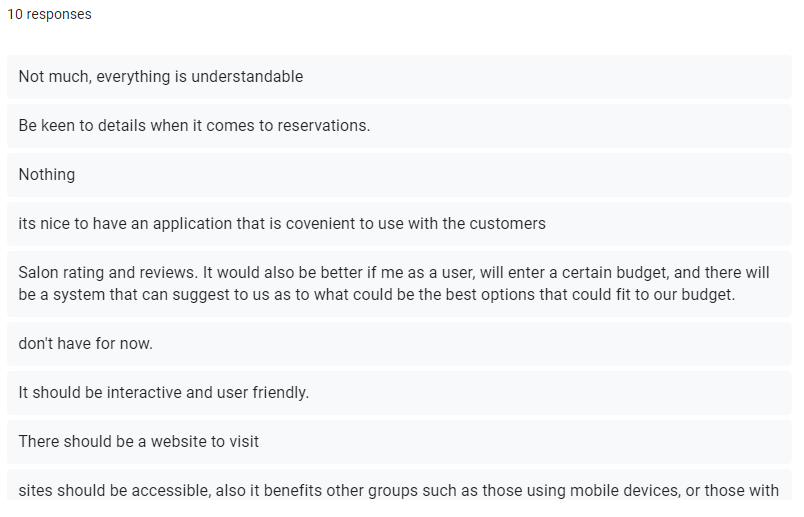 10 responses
Not much, everything is understandable
Be keen to details when it comes to reservations.
Nothing
its nice to have an application that is covenient to use with the customers
Salon rating and reviews. It would also be better if me as a user, will enter a certain budget, and there will
be a system that can suggest to us as to what could be the best options that could fit to our budget.
don't have for now.
It should be interactive and user friendly.
There should be a website to visit
sites should be accessible, also it benefits other groups such as those using mobile devices, or those with